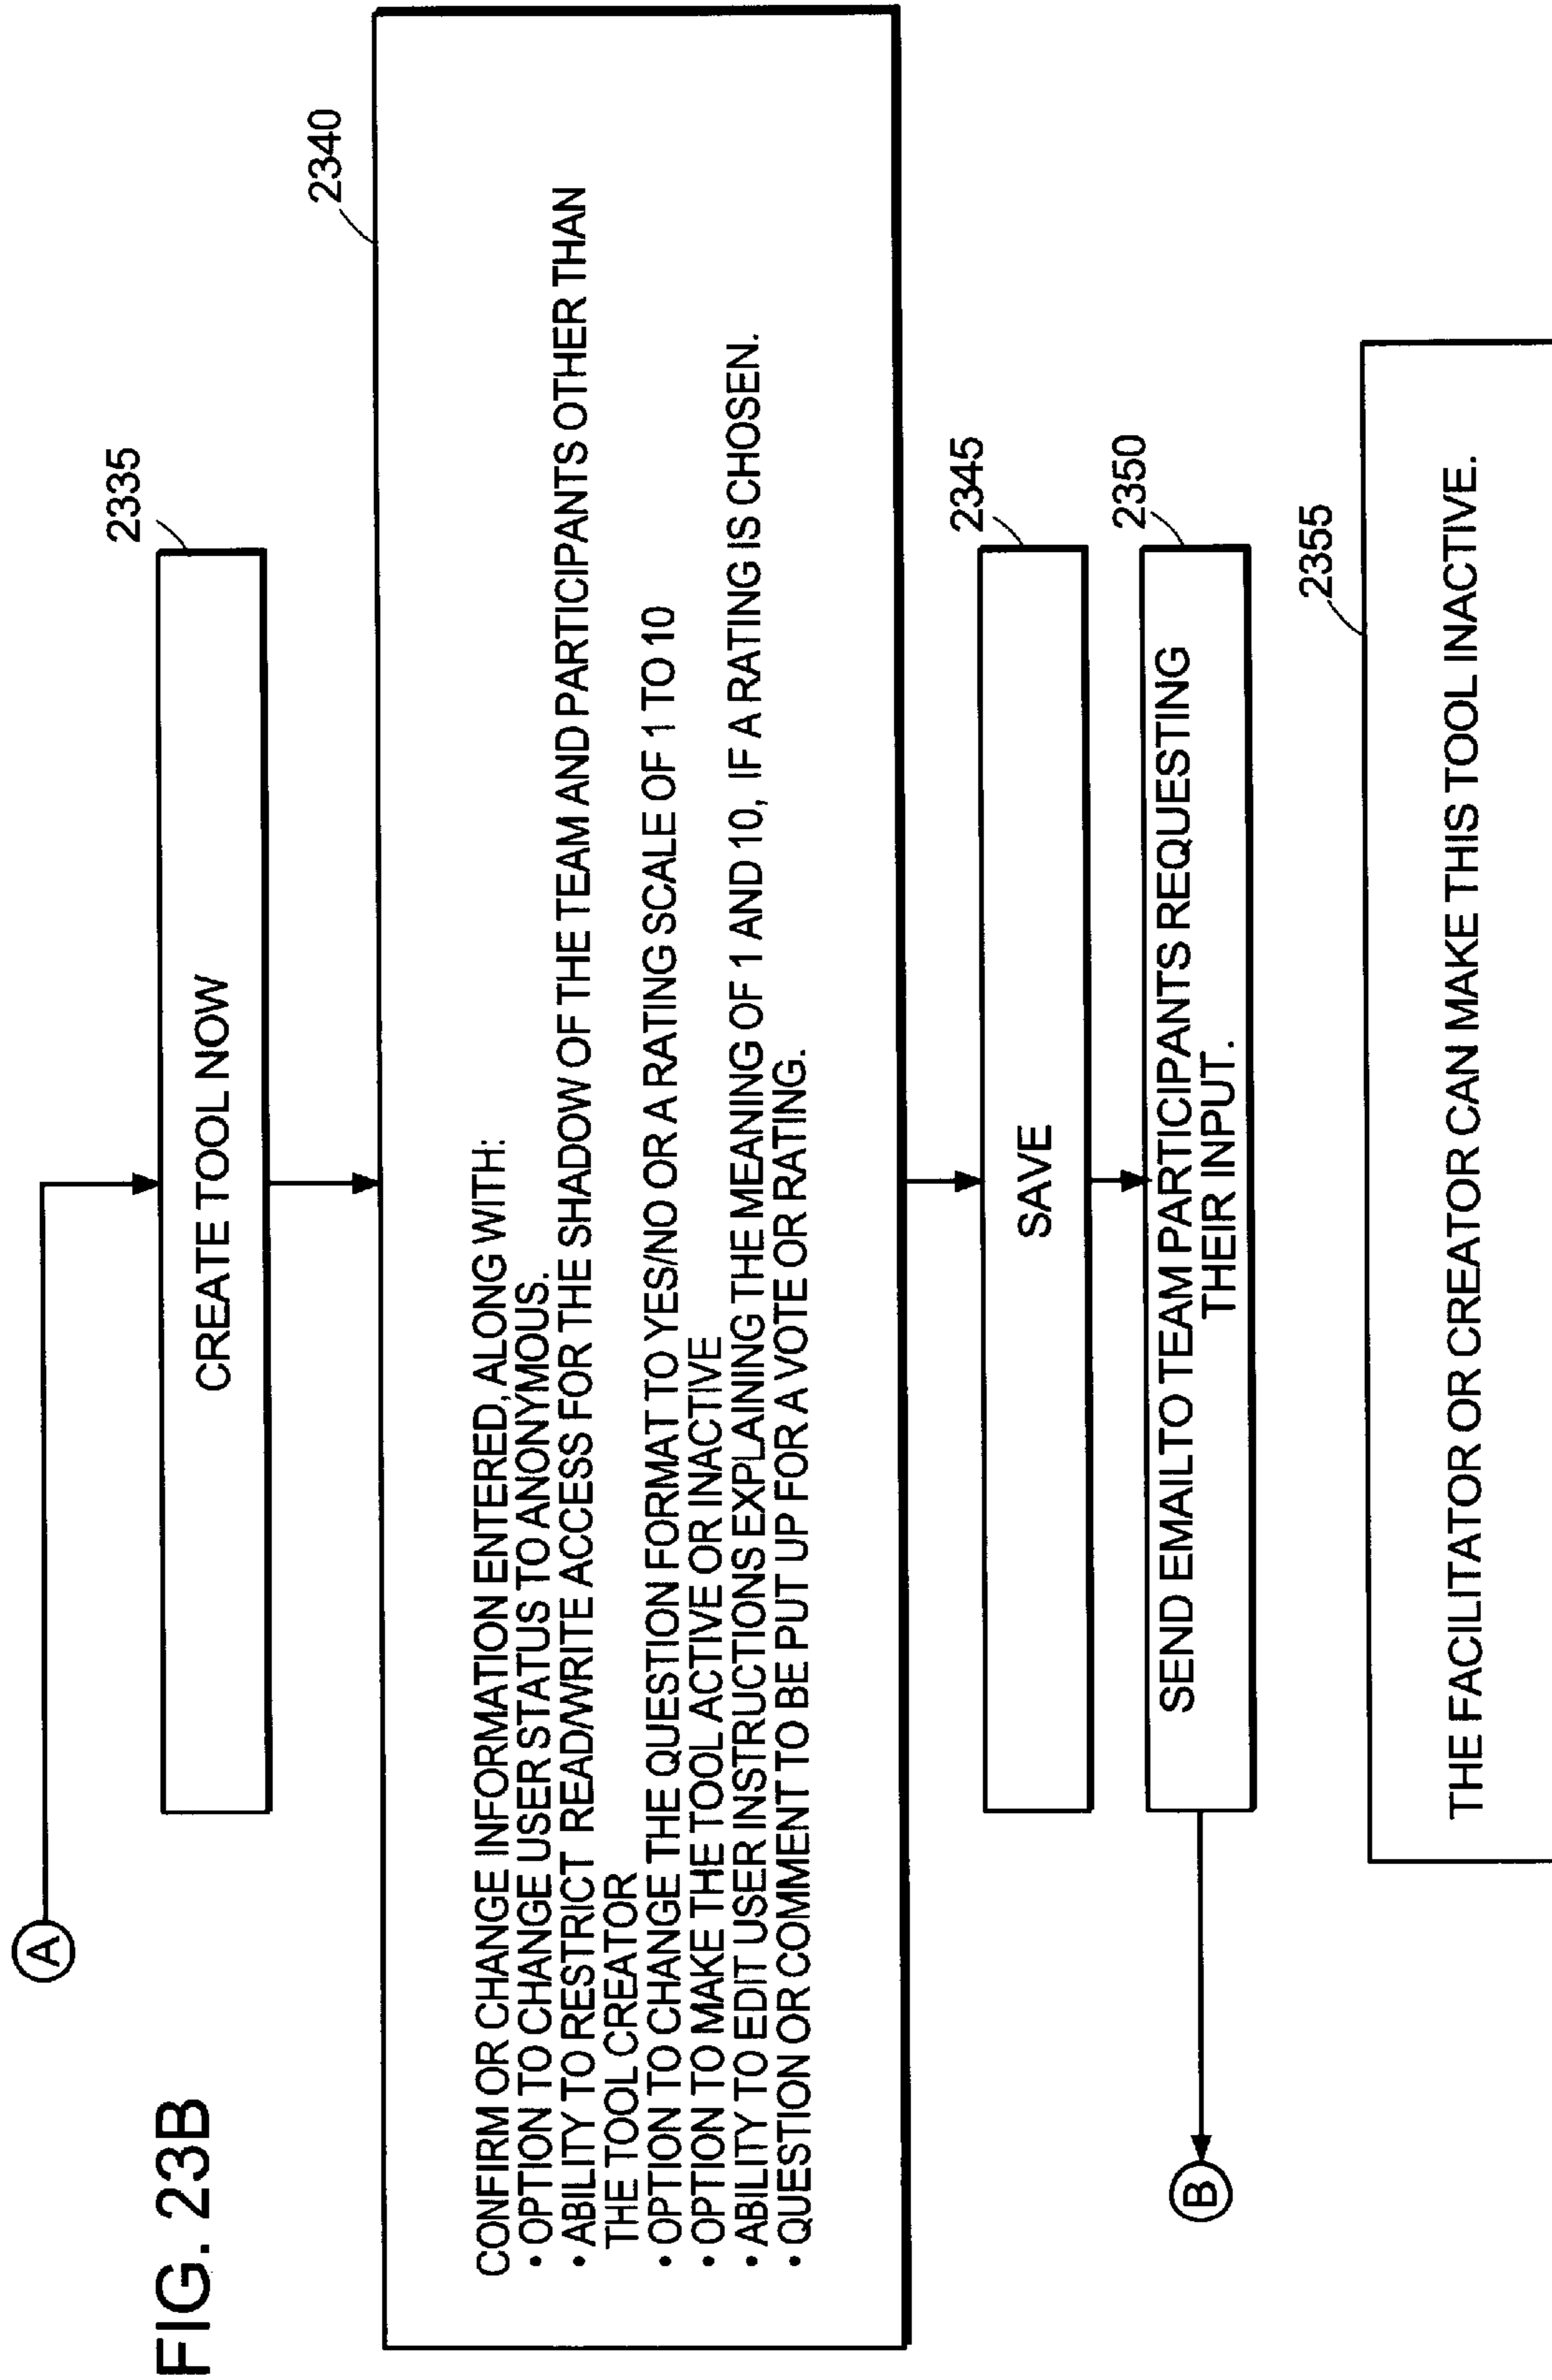 FIG. 23B
A
2335
CREATE TOOL NOW
2340
CONFIRM OR CHANGE INFORMATION ENTERED, ALONG WITH:
• OPTION TO CHANGE USER STATUS TO ANONYMOUS.
• ABILITY TO RESTRICT READ/WRITE ACCESS FOR THE SHADOW OF THE TEAM AND PARTICIPANTS OTHER THAN
THE TOOL CREATOR
• OPTION TO CHANGE THE QUESTION FORMAT TO YES/NO OR A RATING SCALE OF 1 TO 10
• OPTION TO MAKE THE TOOL ACTIVE OR INACTIVE
• ABILITY TO EDIT USER INSTRUCTIONS EXPLAINING THE MEANING OF 1 AND 10, IF A RATING IS CHOSEN.
• QUESTION OR COMMENT TO BE PUT UP FOR A VOTE OR RATING.
2345
SAVE
2350
SEND EMAIL TO TEAM PARTICIPANTS REQUESTING
THEIR INPUT.
B
2355
THE FACILITATOR OR CREATOR CAN MAKE THIS TOOL INACTIVE.